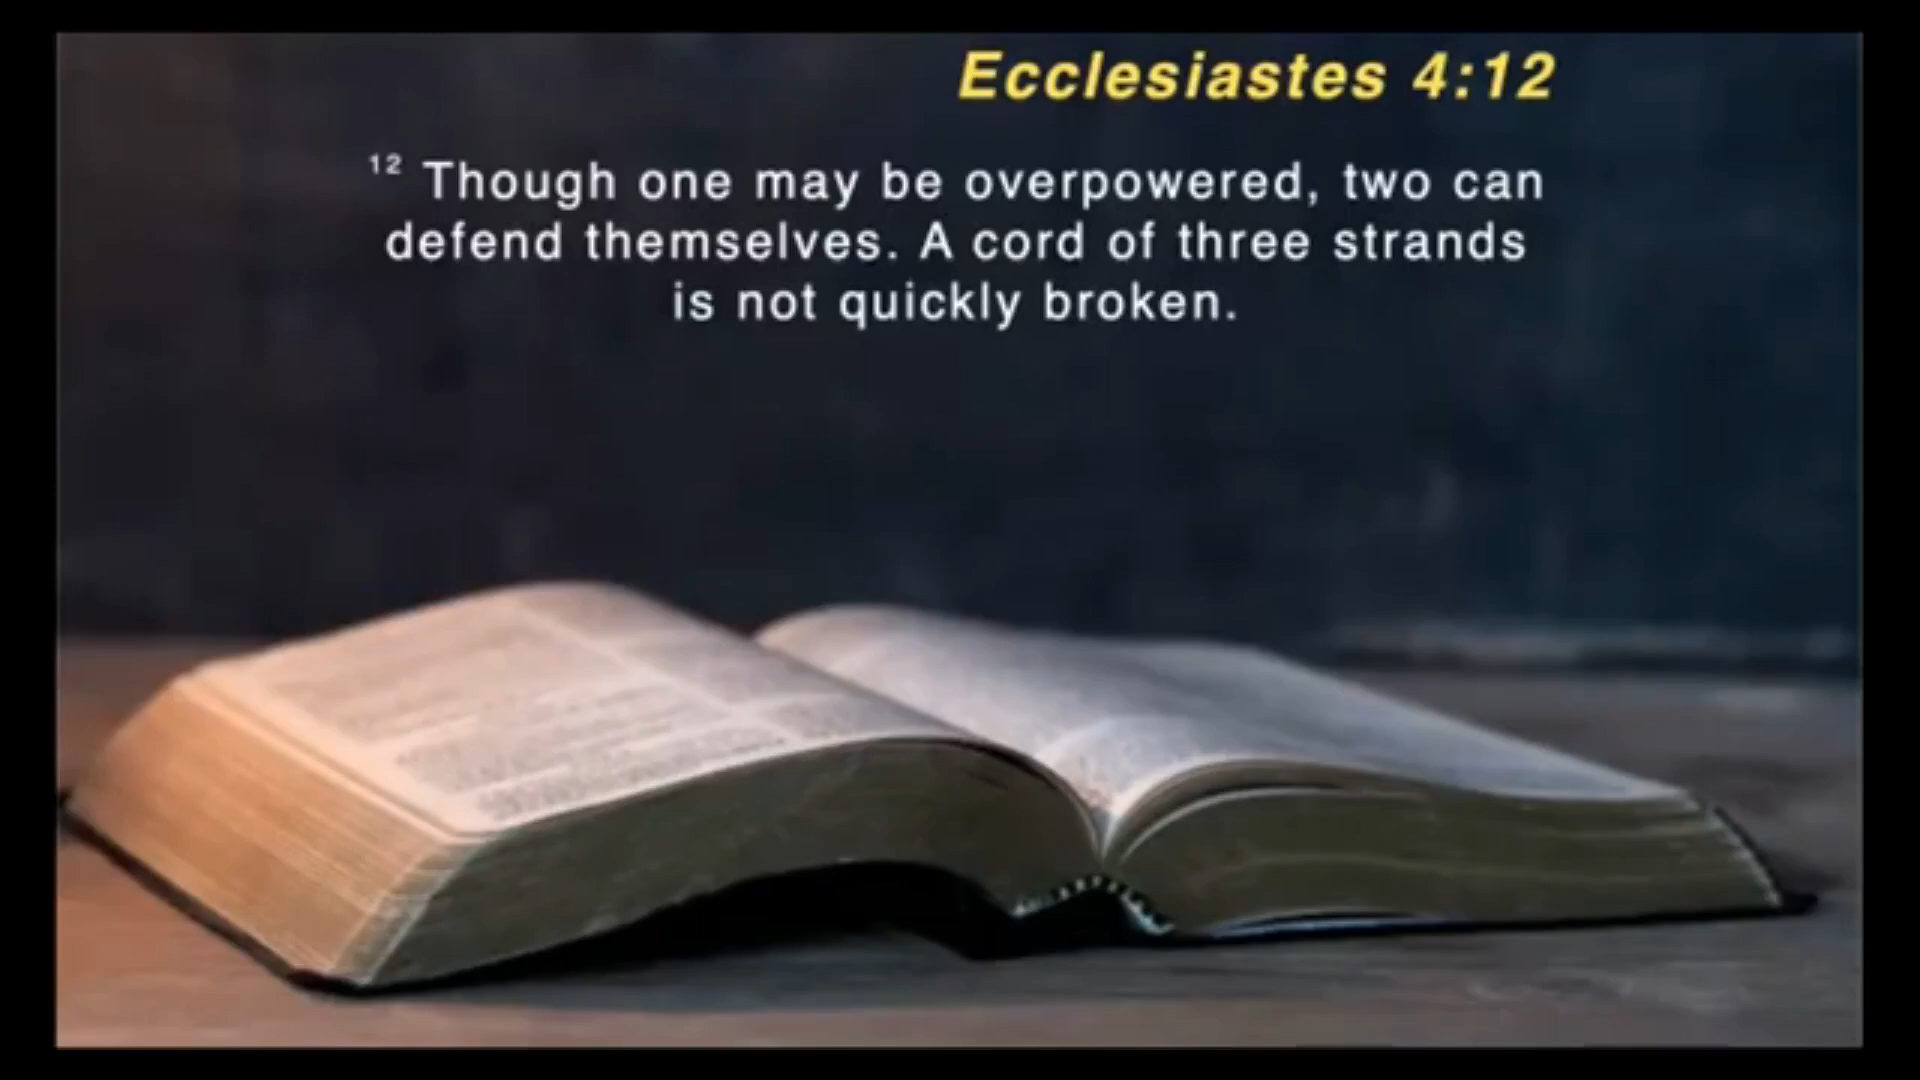 Ecclesiastes 4:12
12 Though one may be overpowered, two can
defend themselves. A cord of three strands
is not quickly broken.